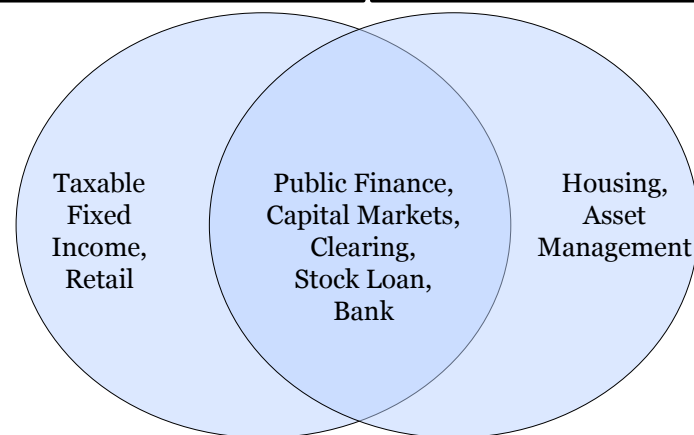 Taxable
Fixed
Income,
Retail
Public Finance,
Capital Markets,
Clearing,
Stock Loan,
Bank
Housing,
Asset
Management